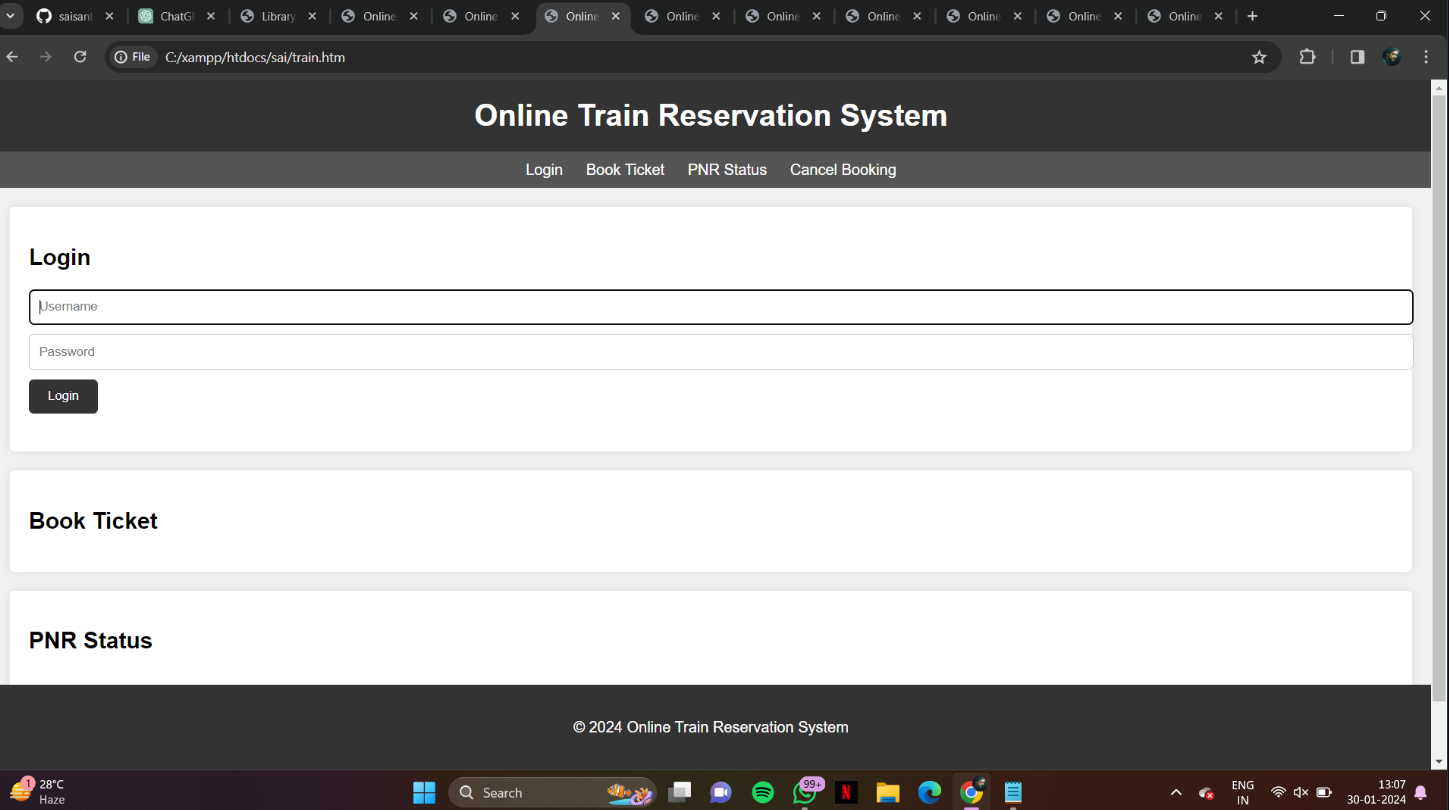 saisant
ChatG
Library
Online
Online
Online
Online
Online
Online
Online
Online
Online
File
C:/xampp/htdocs/sai/train.htm
Online Train Reservation System
Login Book Ticket PNR Status Cancel Booking
Login
Username
Password
Login
Book Ticket
PNR Status
© 2024 Online Train Reservation System
1
28°C
Haze
Search
99+
N
ENG
IN
13:07
30-01-2024